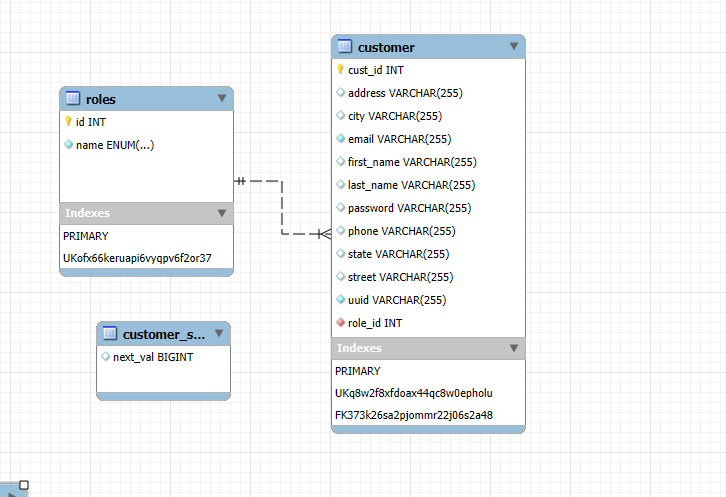 roles
id INT
name ENUM(...)
Indexes
PRIMARY
UKofx66keruapi6vyqpv6f2or37
customer_s...
next_val BIGINT
customer
cust_id INT
address VARCHAR(255)
city VARCHAR(255)
email VARCHAR(255)
first_name VARCHAR(255)
last_name VARCHAR(255)
password VARCHAR(255)
phone VARCHAR(255)
state VARCHAR(255)
street VARCHAR(255)
uuid VARCHAR(255)
role_id INT
Indexes
PRIMARY
UKq8w2f8xfdoax44qc8w0epholu
FK373k26sa2pjommr22j06s2a48